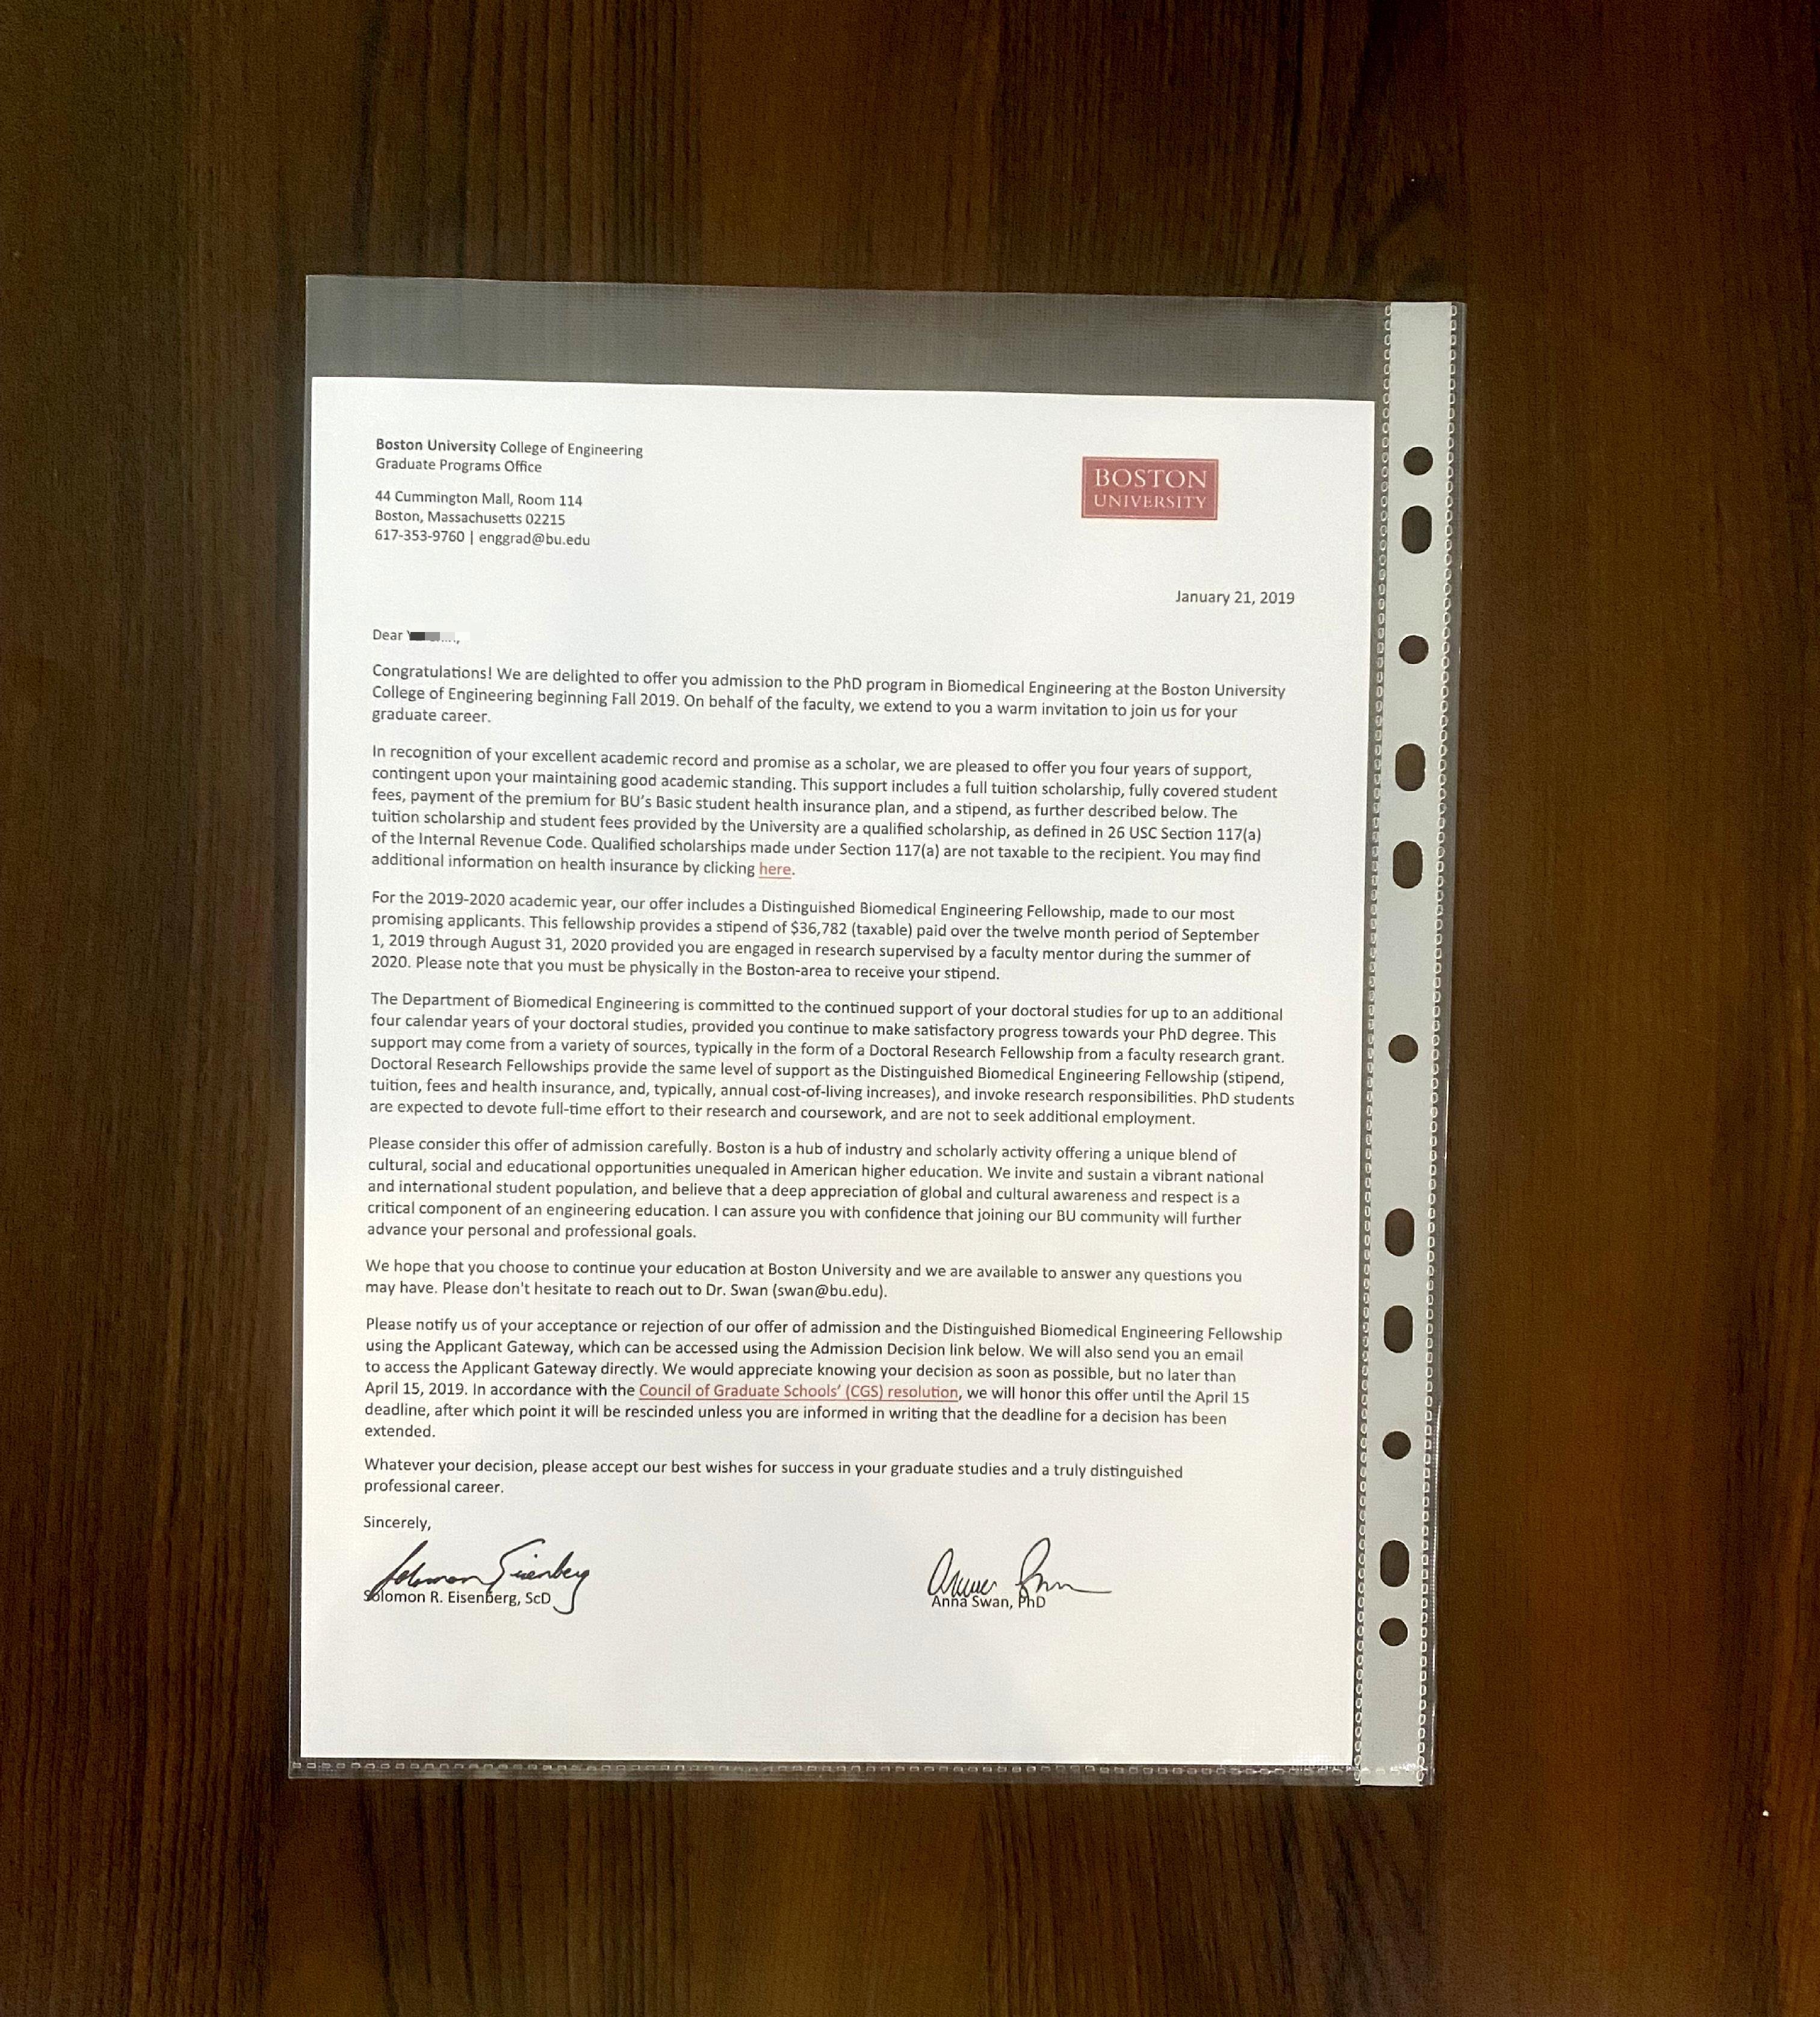 Boston University College of Engineering
Graduate Programs Office
44 Cummington Mall, Room 114
Boston, Massachusetts 02215
617-353-9760 | enggrad@bu.edu
BOSTON
UNIVERSITY
January 21, 2019
Dear
Congratulations! We are delighted to offer you admission to the PhD program in Biomedical Engineering at the Boston University
College of Engineering beginning Fall 2019. On behalf of the faculty, we extend to you a warm invitation to join us for your
graduate career.
In recognition of your excellent academic record and promise as a scholar, we are pleased to offer you four years of support,
contingent upon your maintaining good academic standing. This support includes a full tuition scholarship, fully covered student
fees, payment of the premium for BU's Basic student health insurance plan, and a stipend, as further described below. The
tuition scholarship and student fees provided by the University are a qualified scholarship, as defined in 26 USC Section 117(a)
of the Internal Revenue Code. Qualified scholarships made under Section 117(a) are not taxable to the recipient. You may find
additional information on health insurance by clicking here.
For the 2019-2020 academic year, our offer includes a Distinguished Biomedical Engineering Fellowship, made to our most
promising applicants. This fellowship provides a stipend of $36,782 (taxable) paid over the twelve month period of September
1, 2019 through August 31, 2020 provided you are engaged in research supervised by a faculty mentor during the summer of
2020. Please note that you must be physically in the Boston-area to receive your stipend.
The Department of Biomedical Engineering is committed to the continued support of your doctoral studies for up to an additional
four calendar years of your doctoral studies, provided you continue to make satisfactory progress towards your PhD degree. This
support may come from a variety of sources, typically in the form of a Doctoral Research Fellowship from a faculty research grant.
Doctoral Research Fellowships provide the same level of support as the Distinguished Biomedical Engineering Fellowship (stipend,
tuition, fees and health insurance, and, typically, annual cost-of-living increases), and invoke research responsibilities. PhD students
are expected to devote full-time effort to their research and coursework, and are not to seek additional employment.
Please consider this offer of admission carefully. Boston is a hub of industry and scholarly activity offering a unique blend of
cultural, social and educational opportunities unequaled in American higher education. We invite and sustain a vibrant national
and international student population, and believe that a deep appreciation of global and cultural awareness and respect is a
critical component of an engineering education. I can assure you with confidence that joining our BU community will further
advance your personal and professional goals.
We hope that you choose to continue your education at Boston University and we are available to answer any questions you
may have. Please don't hesitate to reach out to Dr. Swan (swan@bu.edu).
Please notify us of your acceptance or rejection of our offer of admission and the Distinguished Biomedical Engineering Fellowship
using the Applicant Gateway, which can be accessed using the Admission Decision link below. We will also send you an email
to access the Applicant Gateway directly. We would appreciate knowing your decision as soon as possible, but no later than
April 15, 2019. In accordance with the Council of Graduate Schools' (CGS) resolution, we will honor this offer until the April 15
deadline, after which point it will be rescinded unless you are informed in writing that the deadline for a decision has been
extended.
Whatever your decision, please accept our best wishes for success in your graduate studies and a truly distinguished
professional career.
Sincerely,
Solomon Eisenberg
Solomon R. Eisenberg, ScD
Anna Swan, PhD